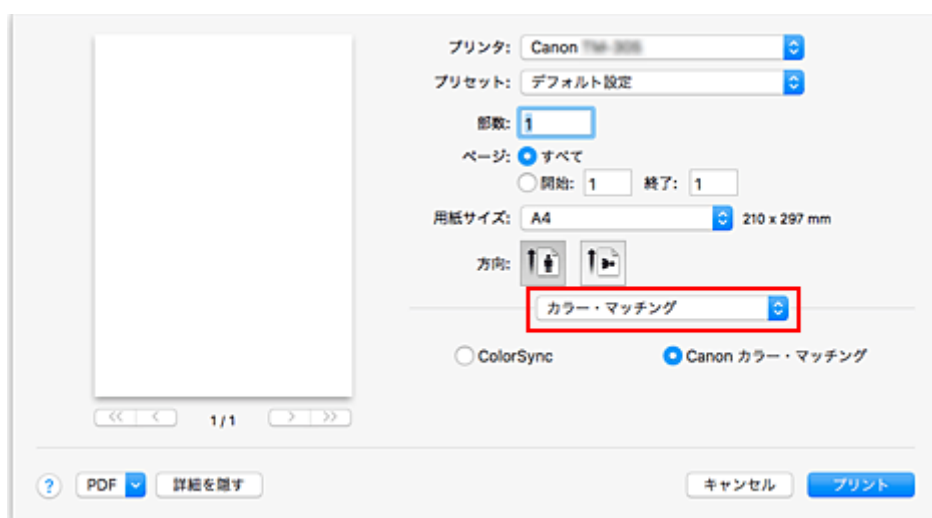 プリンタ: Canon
プリセット: デフォルト設定
部数: 1
ページ: すべて
開始: 1 終了: 1
用紙サイズ: A4 210 x 297 mm
方向:
カラー・マッチング
ColorSync Canon カラー・マッチング
<< < 1 / 1 > >>
? PDF 詳細を隠す キャンセル プリント